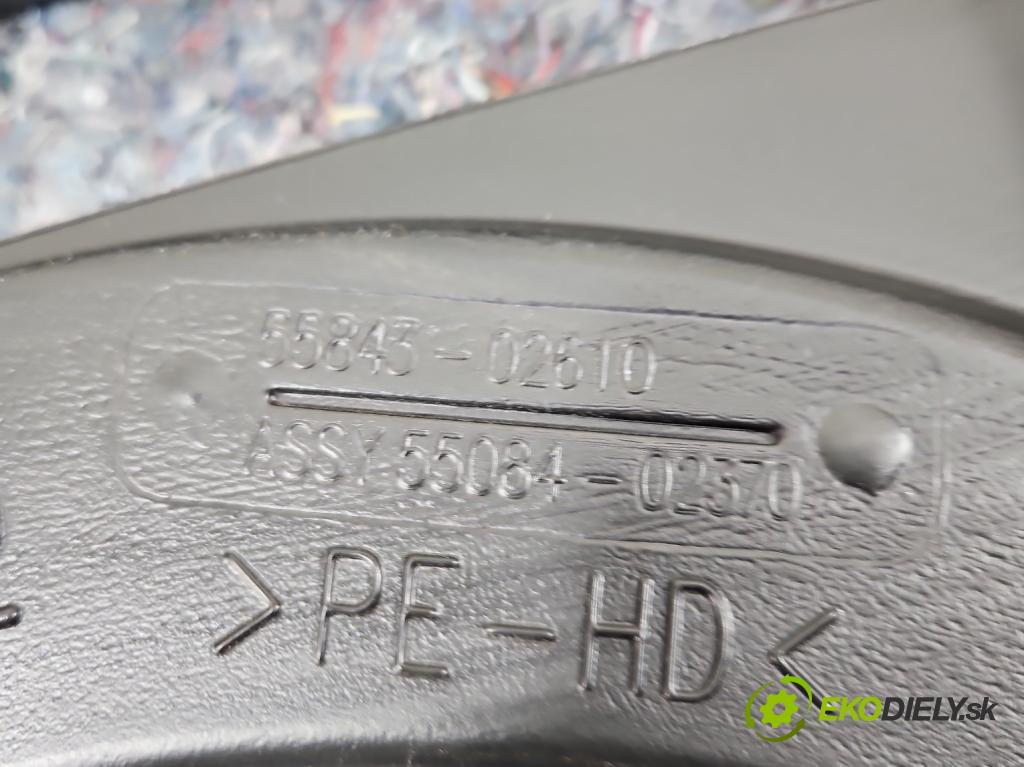 55843-02610
ASSY 55084-02370
>PE-HD<
EKODIELY.sk